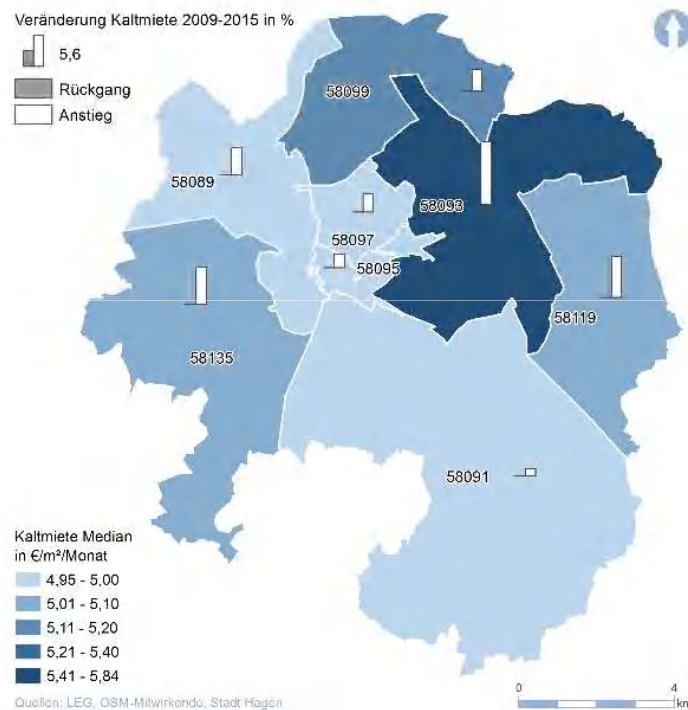 Veränderung Kaltmiete 2009-2015 in %
5,6
Rückgang
Anstieg
58099
58089
58093
58097
58095
58119
58135
58091
Kaltmiete Median
in €/m²/Monat
4,95 - 5,00
5,01 - 5,10
5,11 - 5,20
5,21 - 5,40
5,41 - 5,84
Quellen: LEG, OSM-Mitwirkende, Stadt Hagen
0 4
km